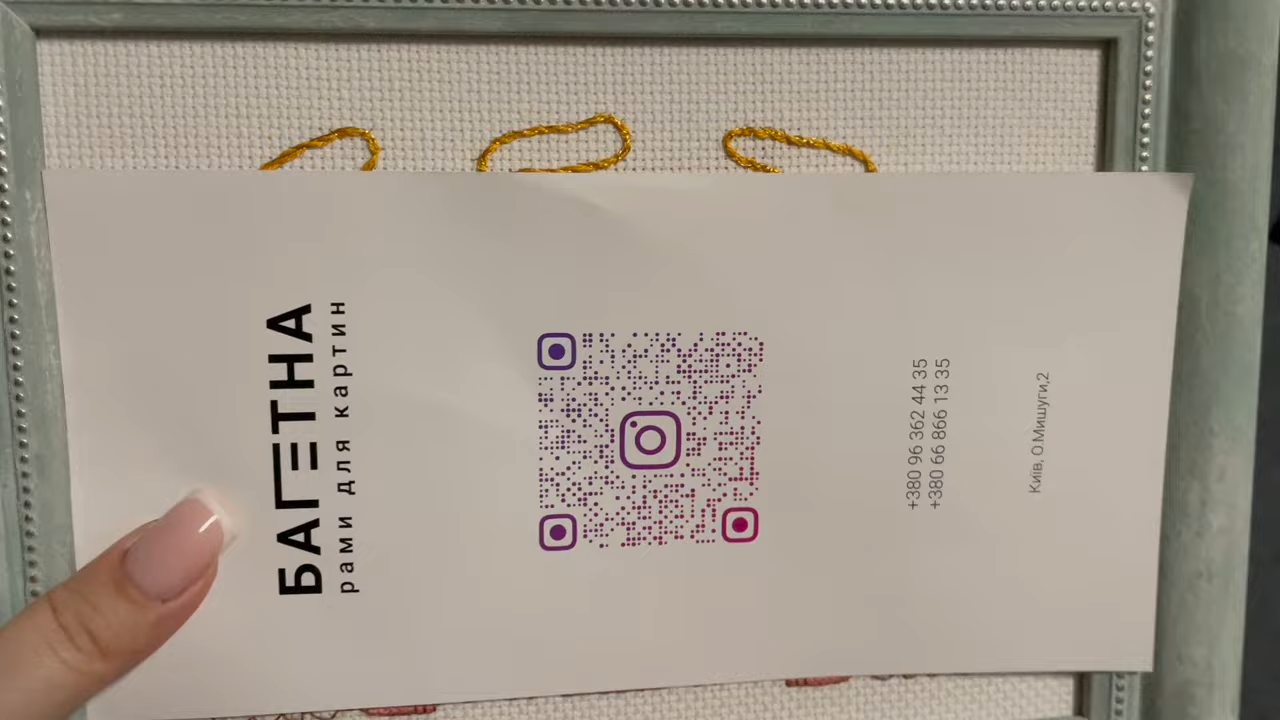 БАГЕТНА
рами для картин
+380 96 362 44 35
+380 66 866 13 35
Київ, О.Мишуги,2